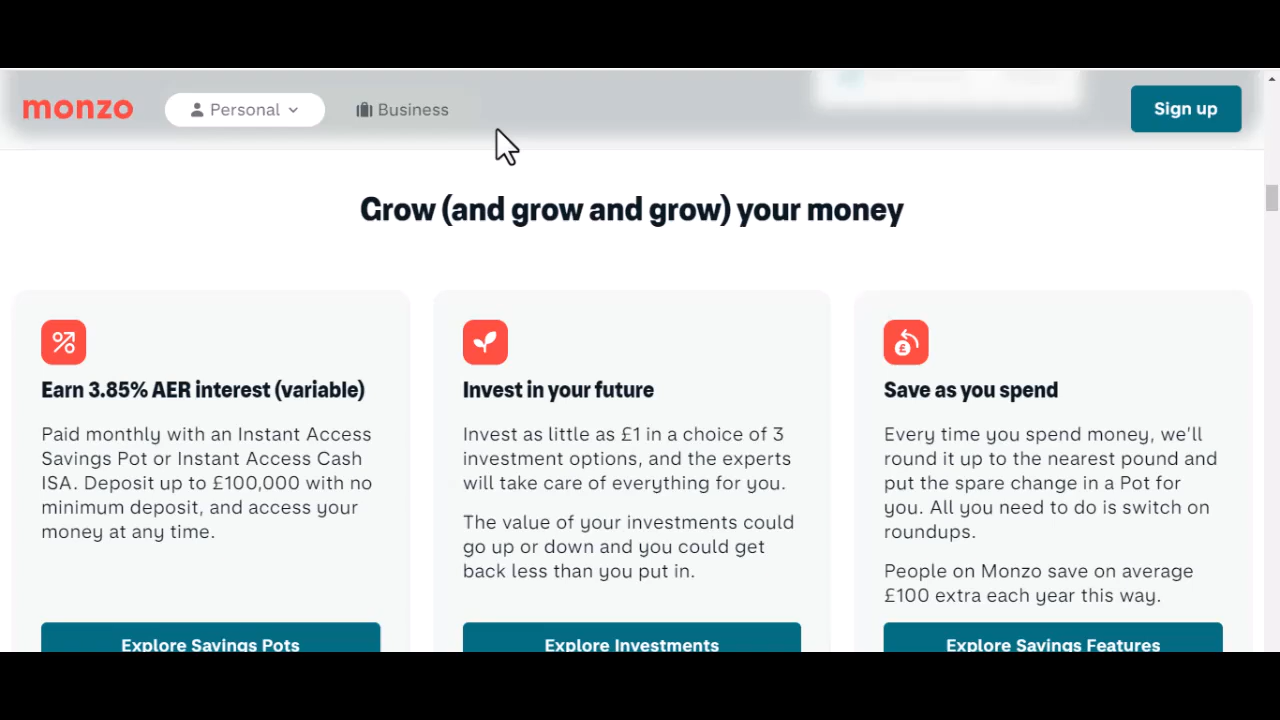 monzo
Personal
Business
Sign up
Grow (and grow and grow) your money
Earn 3.85% AER interest (variable)
Paid monthly with an Instant Access
Savings Pot or Instant Access Cash
ISA. Deposit up to £100,000 with no
minimum deposit, and access your
money at any time.
Explore Savings Pots
Invest in your future
Invest as little as £1 in a choice of 3
investment options, and the experts
will take care of everything for you.
The value of your investments could
go up or down and you could get
back less than you put in.
Explore Investments
Save as you spend
Every time you spend money, we’ll
round it up to the nearest pound and
put the spare change in a Pot for
you. All you need to do is switch on
roundups.
People on Monzo save on average
£100 extra each year this way.
Explore Savings Features